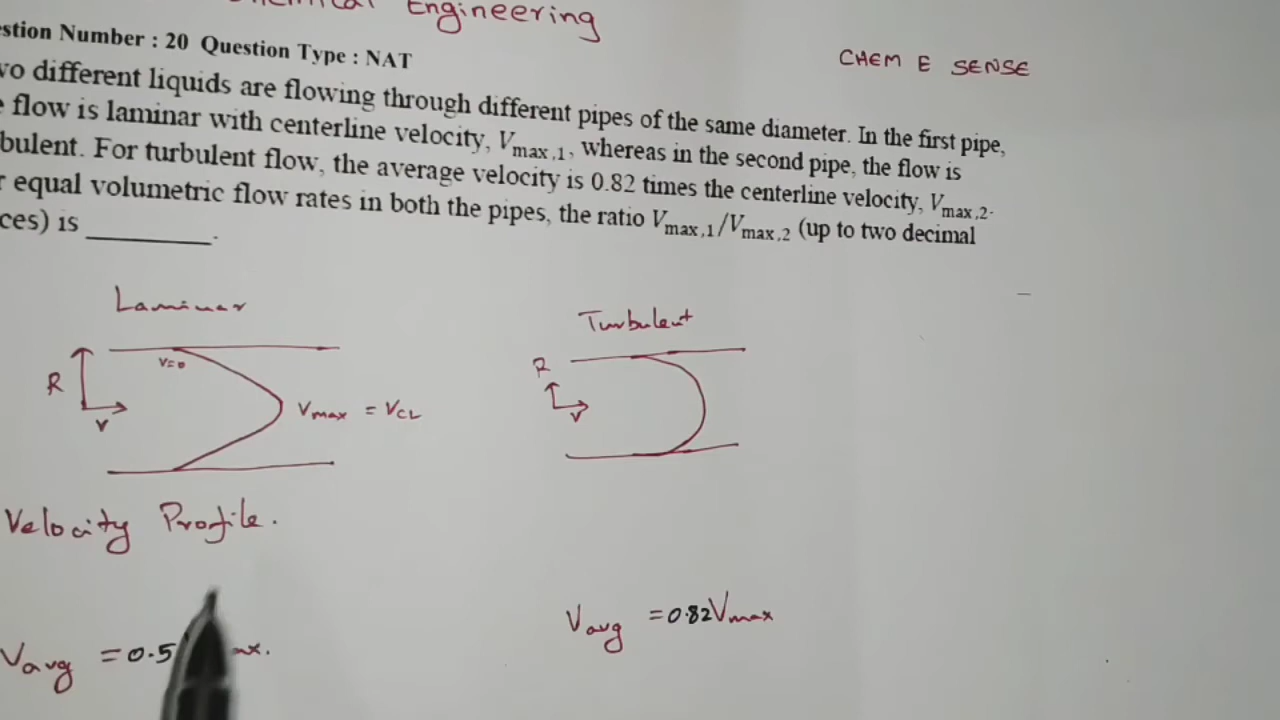 Engineering
CHEM E SENSE
Question Number : 20 Question Type : NAT
different liquids are flowing through different pipes of the same diameter. In the first pipe,
flow is laminar with centerline velocity, Vmax,1, whereas in the second pipe, the flow is
For turbulent flow, the average velocity is 0.82 times the centerline velocity, Vmax,2.
equal volumetric flow rates in both the pipes, the ratio Vmax,1/Vmax,2 (up to two decimal
is ________.
Laminar
Turbulent
V=0
R
V
Vmax = VCL
R
V
Velocity Profile.
Vavg = 0.82Vmax
Vavg = 0.5